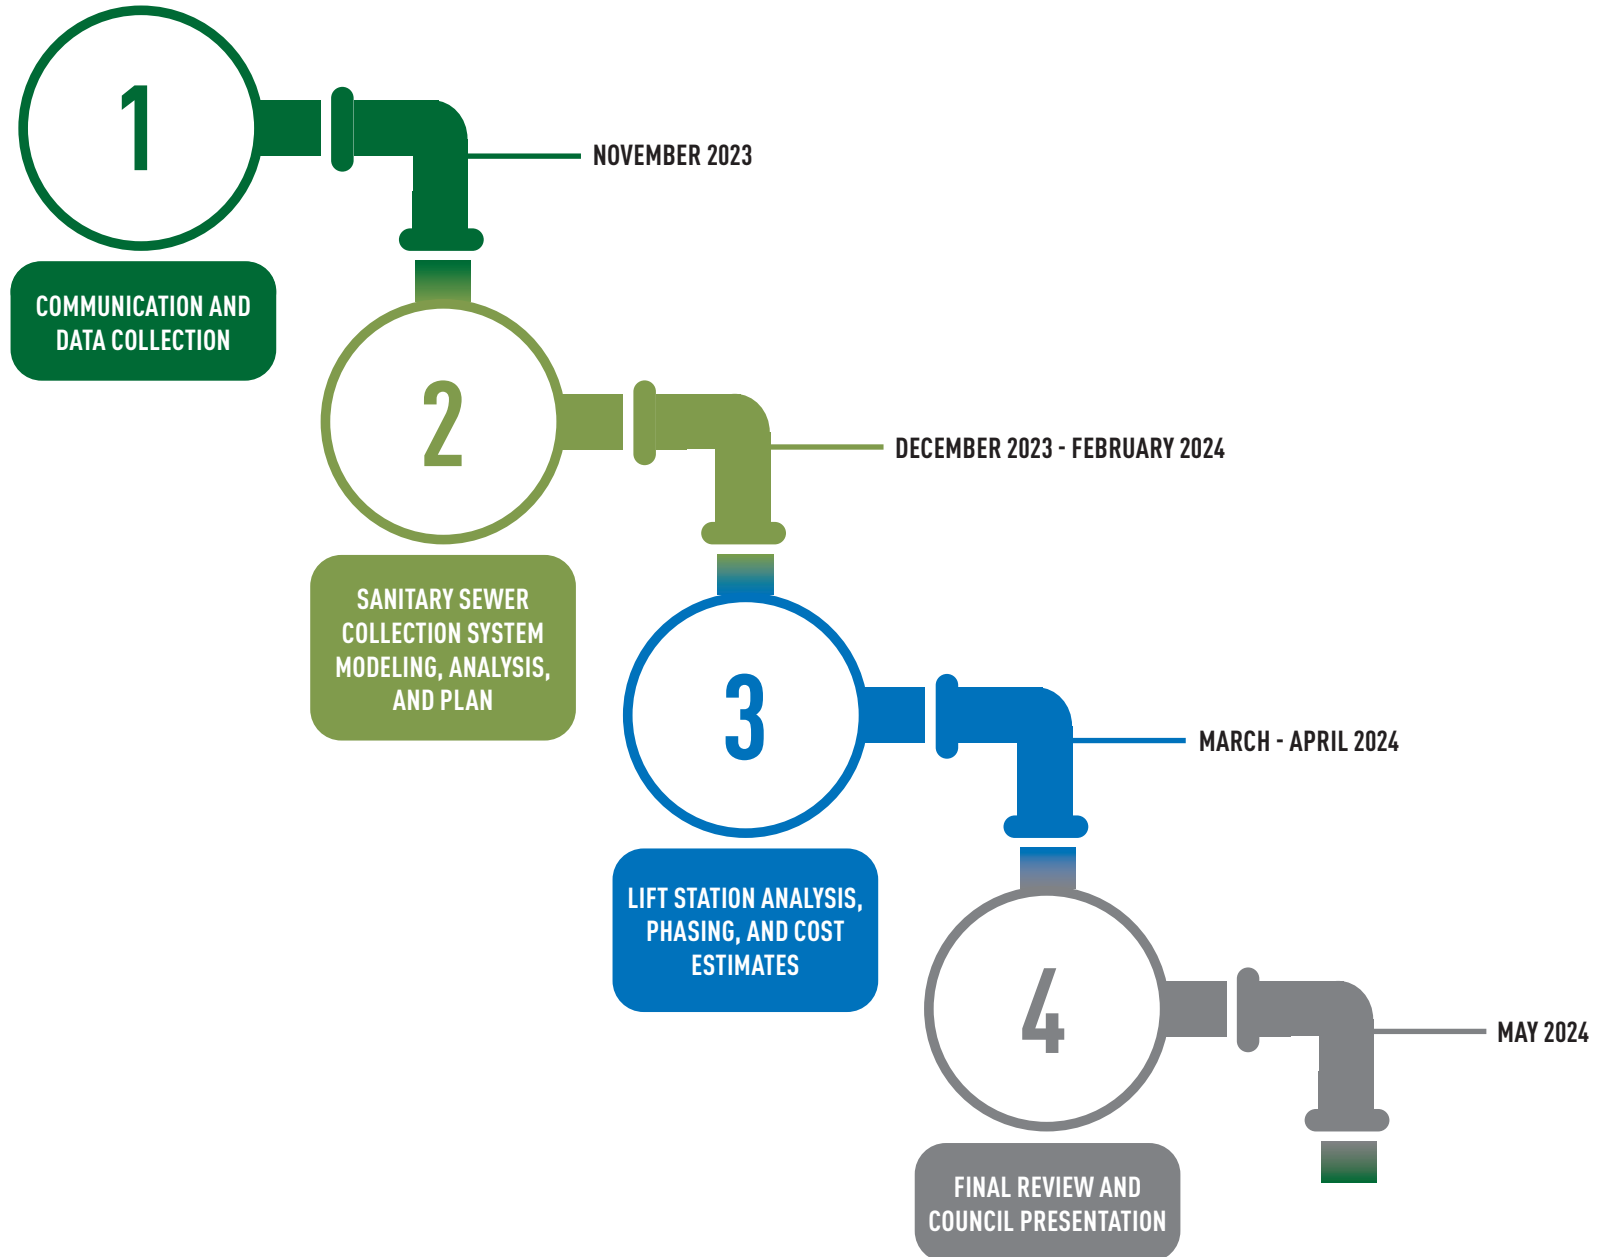 1
NOVEMBER 2023
COMMUNICATION AND
DATA COLLECTION
2
DECEMBER 2023 - FEBRUARY 2024
SANITARY SEWER
COLLECTION SYSTEM
MODELING, ANALYSIS,
AND PLAN
3
MARCH - APRIL 2024
LIFT STATION ANALYSIS,
PHASING, AND COST
ESTIMATES
4
MAY 2024
FINAL REVIEW AND
COUNCIL PRESENTATION